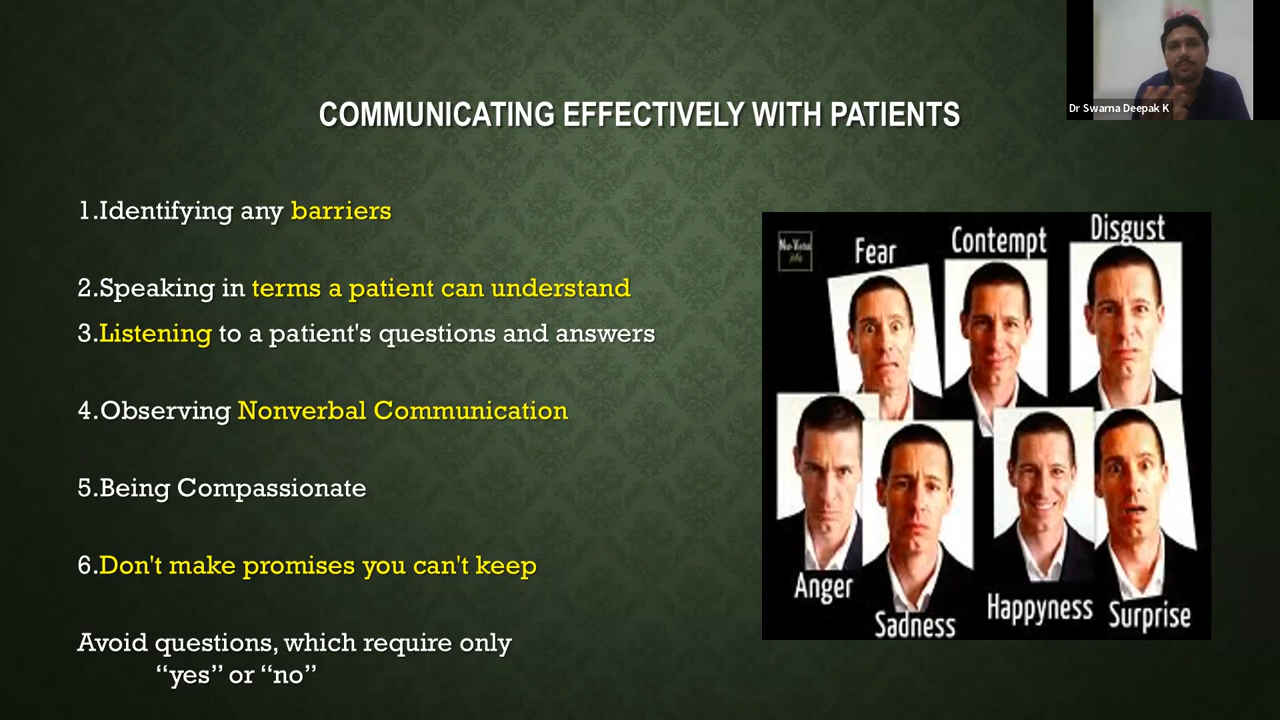 COMMUNICATING EFFECTIVELY WITH PATIENTS
Dr Swarna Deepak K
1.Identifying any barriers
2.Speaking in terms a patient can understand
3.Listening to a patient's questions and answers
4.Observing Nonverbal Communication
5.Being Compassionate
6.Don't make promises you can't keep
Avoid questions, which require only
“yes” or “no”
Fear
Contempt
Disgust
Anger
Sadness
Happyness
Surprise